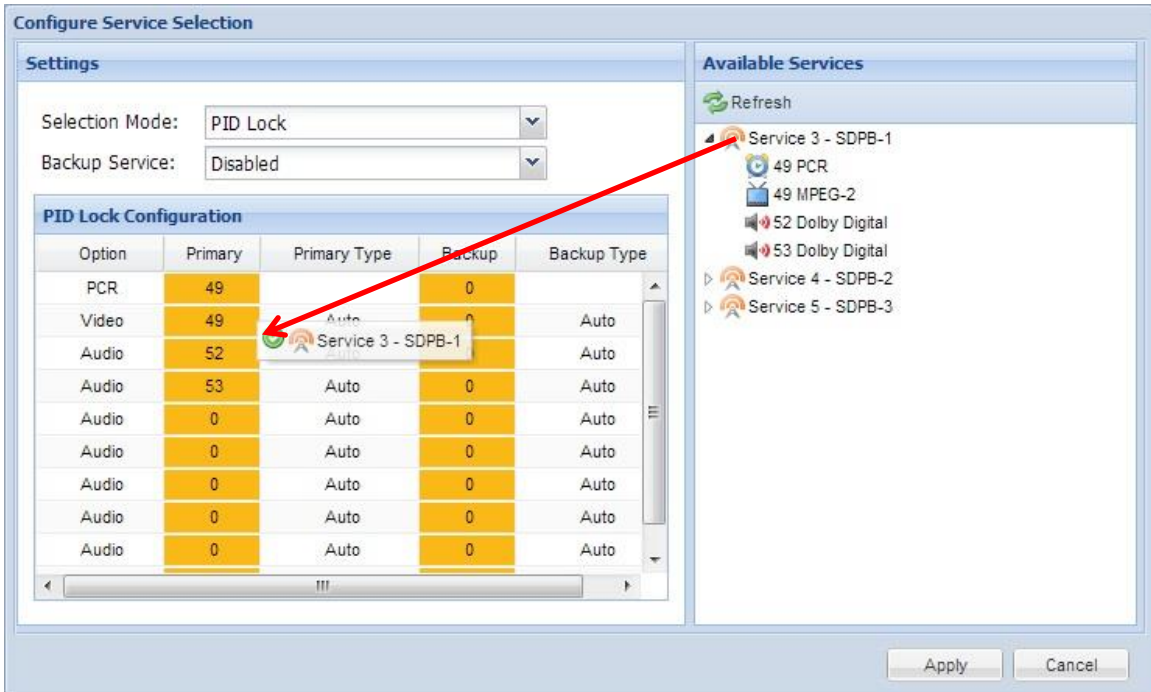 Configure Service Selection
Settings
Selection Mode: PID Lock
Backup Service: Disabled
PID Lock Configuration
Option Primary Primary Type Backup Backup Type
PCR 49 0
Video 49 Auto 0 Auto
Service 3 - SDPB-1
Audio 52 Auto 0 Auto
Audio 53 Auto 0 Auto
Audio 0 Auto 0 Auto
Audio 0 Auto 0 Auto
Audio 0 Auto 0 Auto
Audio 0 Auto 0 Auto
Audio 0 Auto 0 Auto
Available Services
Refresh
Service 3 - SDPB-1
49 PCR
49 MPEG-2
52 Dolby Digital
53 Dolby Digital
Service 4 - SDPB-2
Service 5 - SDPB-3
Apply Cancel